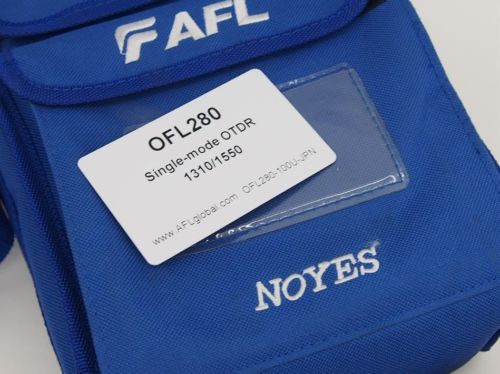 AFL
OFL280
Single-mode OTDR
1310/1550
www.AFLglobal.com OFL280-100U-JPN
NOYES